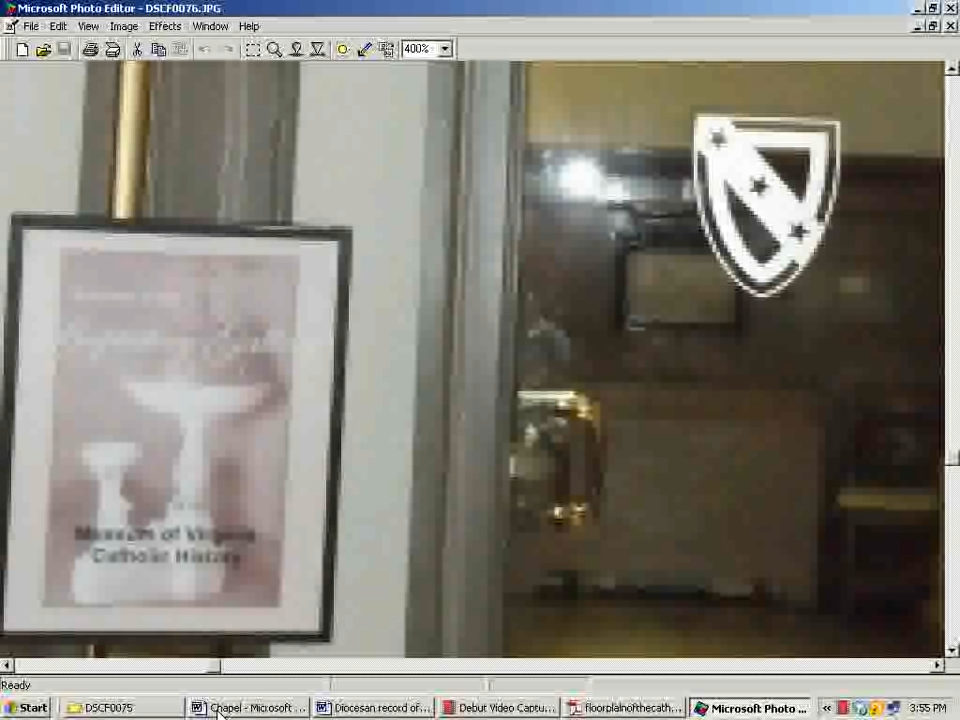 Microsoft Photo Editor - DSCF0076.JPG
File Edit View Image Effects Window Help
400%
Museum of Virginia
Catholic History
Ready
Start DSCF0075 Chapel - Microsoft ... Diocesan record of... Debut Video Captu... floorplainofthecath... Microsoft Photo ... « 3:55 PM